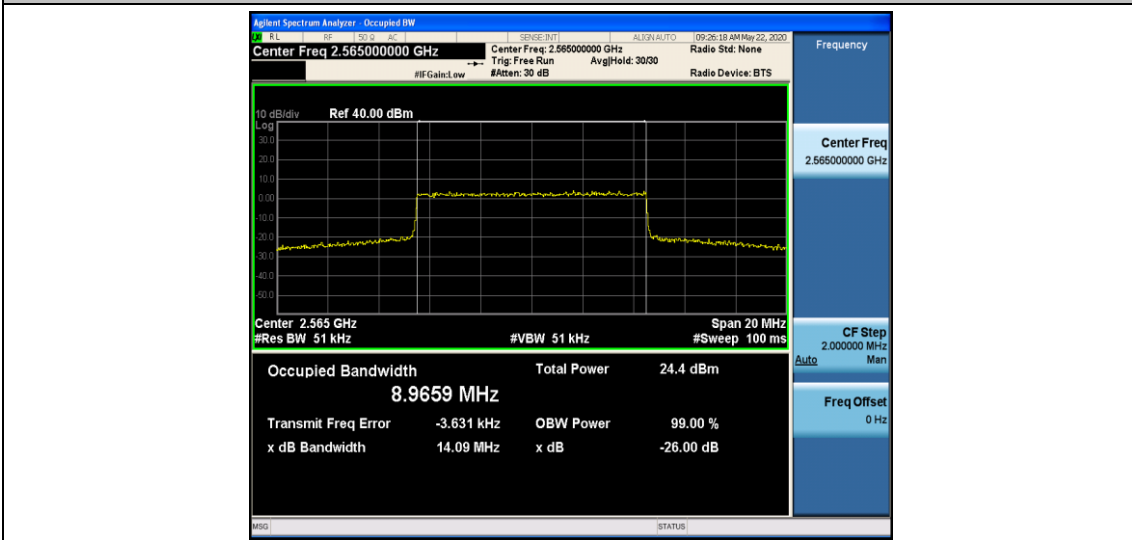 Agilent Spectrum Analyzer - Occupied BW
LXI RL RF 50 Ω AC SENSE:INT ALIGN AUTO 09:26:18 AM May 22, 2020
Center Freq 2.565000000 GHz
Center Freq: 2.565000000 GHz Radio Std: None
Trig: Free Run Avg|Hold: 30/30
#IFGain:Low #Atten: 30 dB Radio Device: BTS
Frequency
10 dB/div Ref 40.00 dBm
Log
30.0
20.0
10.0
0.00
-10.0
-20.0
-30.0
-40.0
-50.0
Center 2.565 GHz Span 20 MHz
#Res BW 51 kHz #VBW 51 kHz #Sweep 100 ms
Occupied Bandwidth Total Power 24.4 dBm
8.9659 MHz
Transmit Freq Error -3.631 kHz OBW Power 99.00 %
x dB Bandwidth 14.09 MHz x dB -26.00 dB
Center Freq
2.565000000 GHz
CF Step
2.000000 MHz
Auto Man
Freq Offset
0 Hz
MSG STATUS